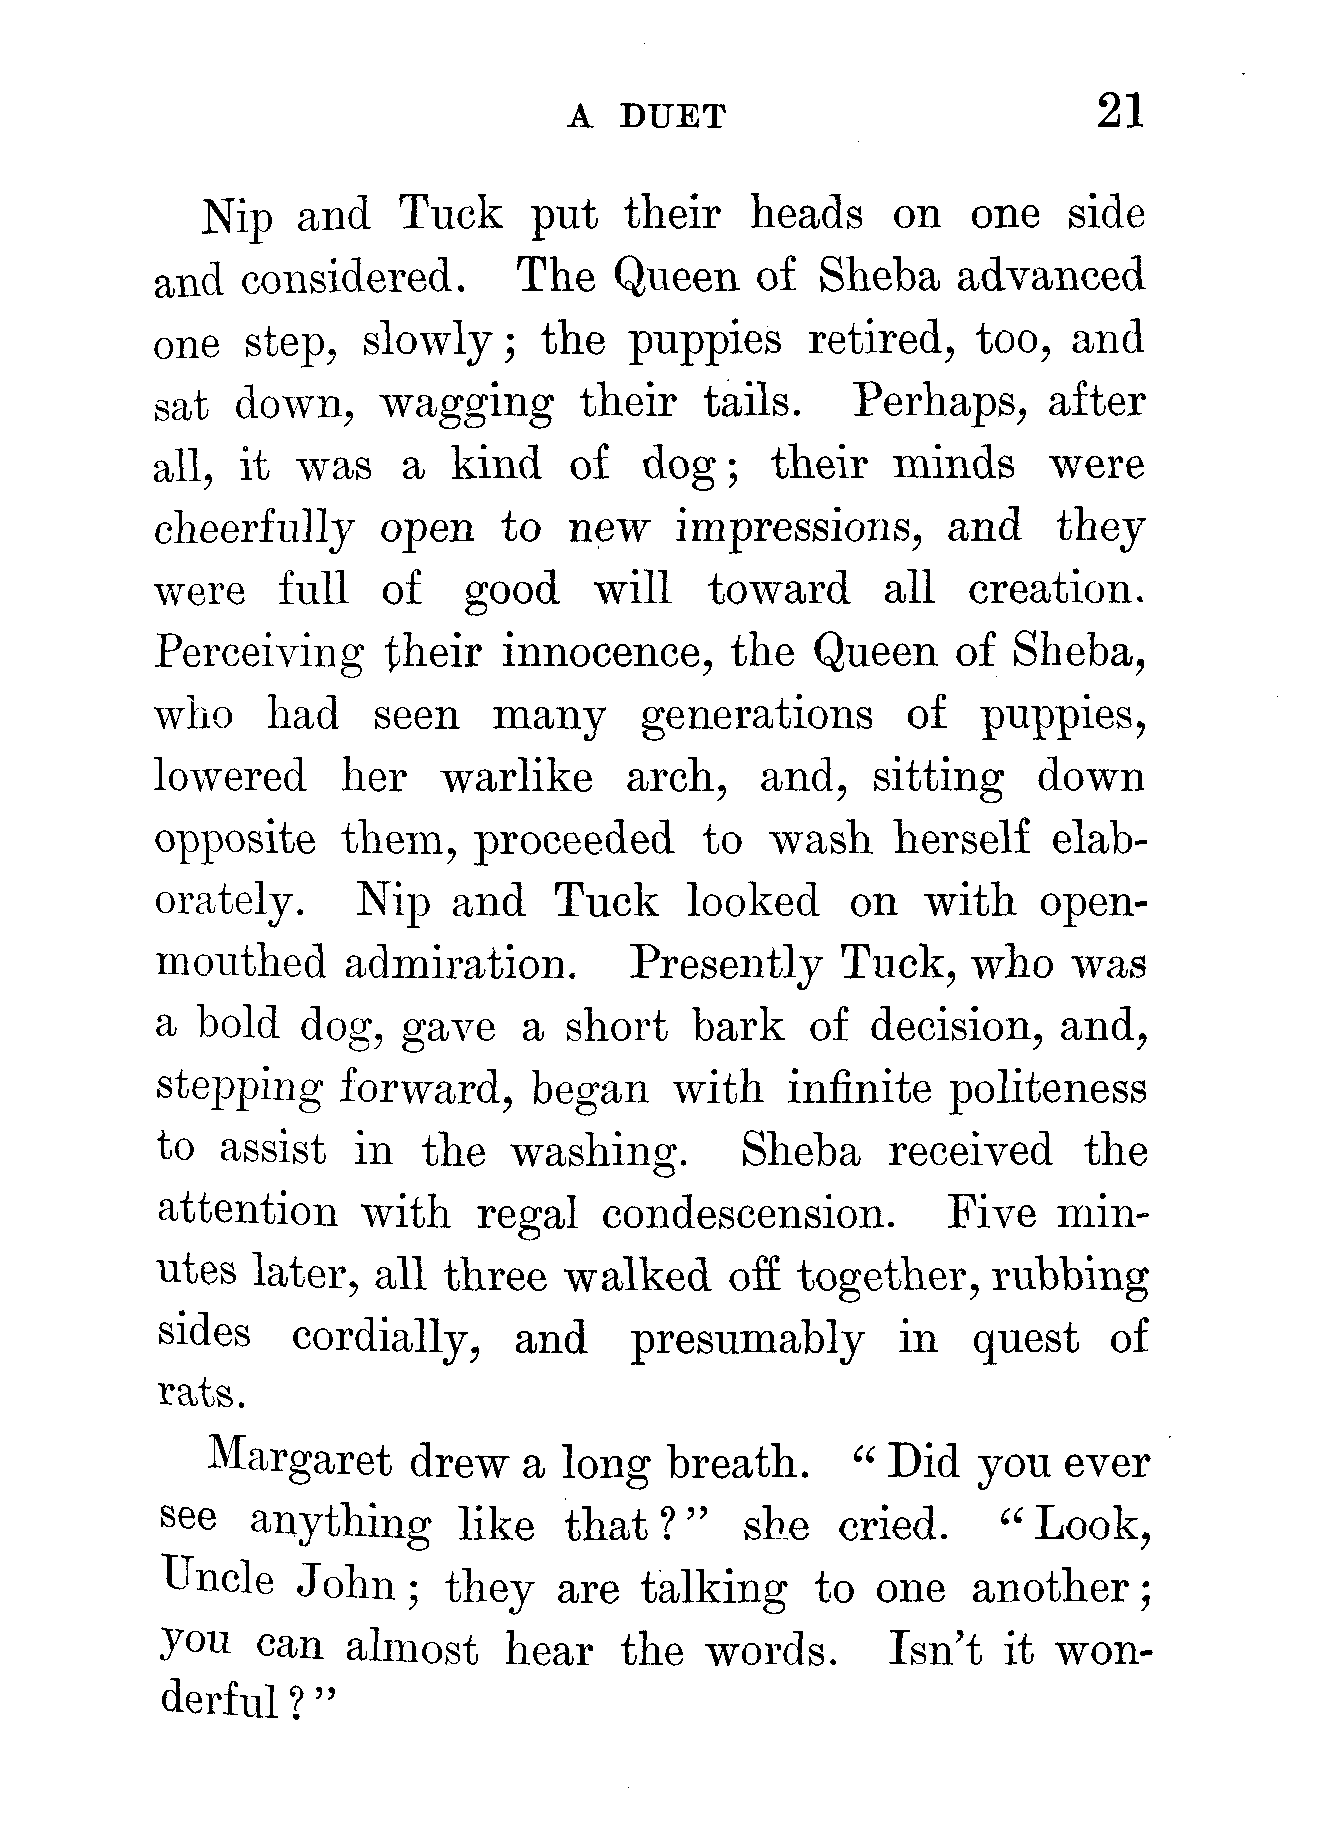 A DUET 21
Nip and Tuck put their heads on one side
and considered. The Queen of Sheba advanced
one step, slowly; the puppies retired, too, and
sat down, wagging their tails. Perhaps, after
all, it was a kind of dog; their minds were
cheerfully open to new impressions, and they
were full of good will toward all creation.
Perceiving their innocence, the Queen of Sheba,
who had seen many generations of puppies,
lowered her warlike arch, and, sitting down
opposite them, proceeded to wash herself elab-
orately. Nip and Tuck looked on with open-
mouthed admiration. Presently Tuck, who was
a bold dog, gave a short bark of decision, and,
stepping forward, began with infinite politeness
to assist in the washing. Sheba received the
attention with regal condescension. Five min-
utes later, all three walked off together, rubbing
sides cordially, and presumably in quest of
rats.
Margaret drew a long breath. “Did you ever
see anything like that?” she cried. “Look,
Uncle John; they are talking to one another;
you can almost hear the words. Isn’t it won-
derful?”